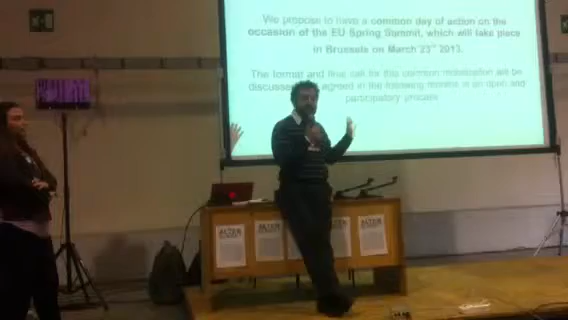 We propose to have a common day of action on the
occasion of the EU Spring Summit, which will take place
in Brussels on March 23rd 2013.
The format and final call for this common mobilisation will be
discussed agreed in the following months in an open and
participatory process
ALTER
ALTER
ALTER
ALTER